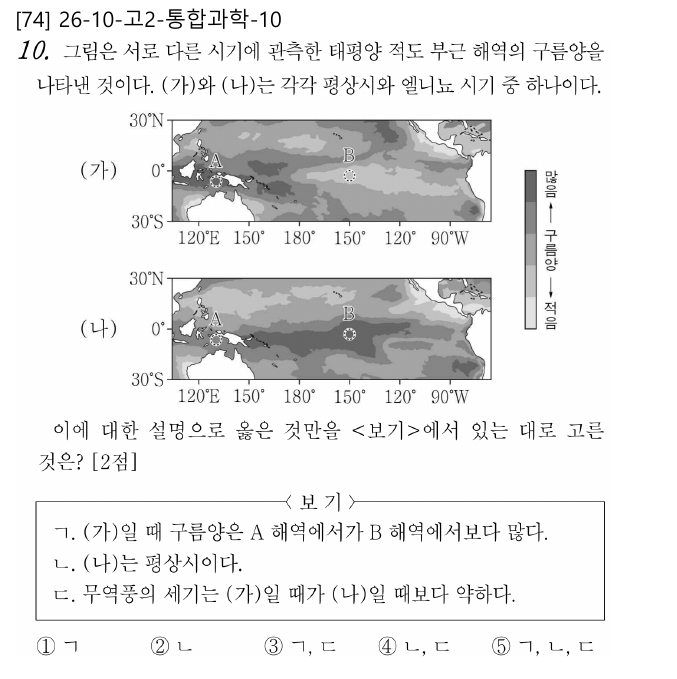 [74] 26-10-고2-통합과학-10
10. 그림은 서로 다른 시기에 관측한 태평양 적도 부근 해역의 구름양을
나타낸 것이다. (가)와 (나)는 각각 평상시와 엘니뇨 시기 중 하나이다.
30°N
(가) 0°
30°S
A B
120°E 150° 180° 150° 120° 90°W
30°N
(나) 0°
30°S
A B
120°E 150° 180° 150° 120° 90°W
많음 ← 구름양 → 적음
이에 대한 설명으로 옳은 것만을 <보기>에서 있는 대로 고른
것은? [2점]
〈 보 기 〉
ㄱ. (가)일 때 구름양은 A 해역에서가 B 해역에서보다 많다.
ㄴ. (나)는 평상시이다.
ㄷ. 무역풍의 세기는 (가)일 때가 (나)일 때보다 약하다.
① ㄱ ② ㄴ ③ ㄱ, ㄷ ④ ㄴ, ㄷ ⑤ ㄱ, ㄴ, ㄷ